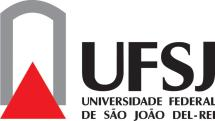 UFSJ
UNIVERSIDADE FEDERAL
DE SÃO JOÃO DEL-REI